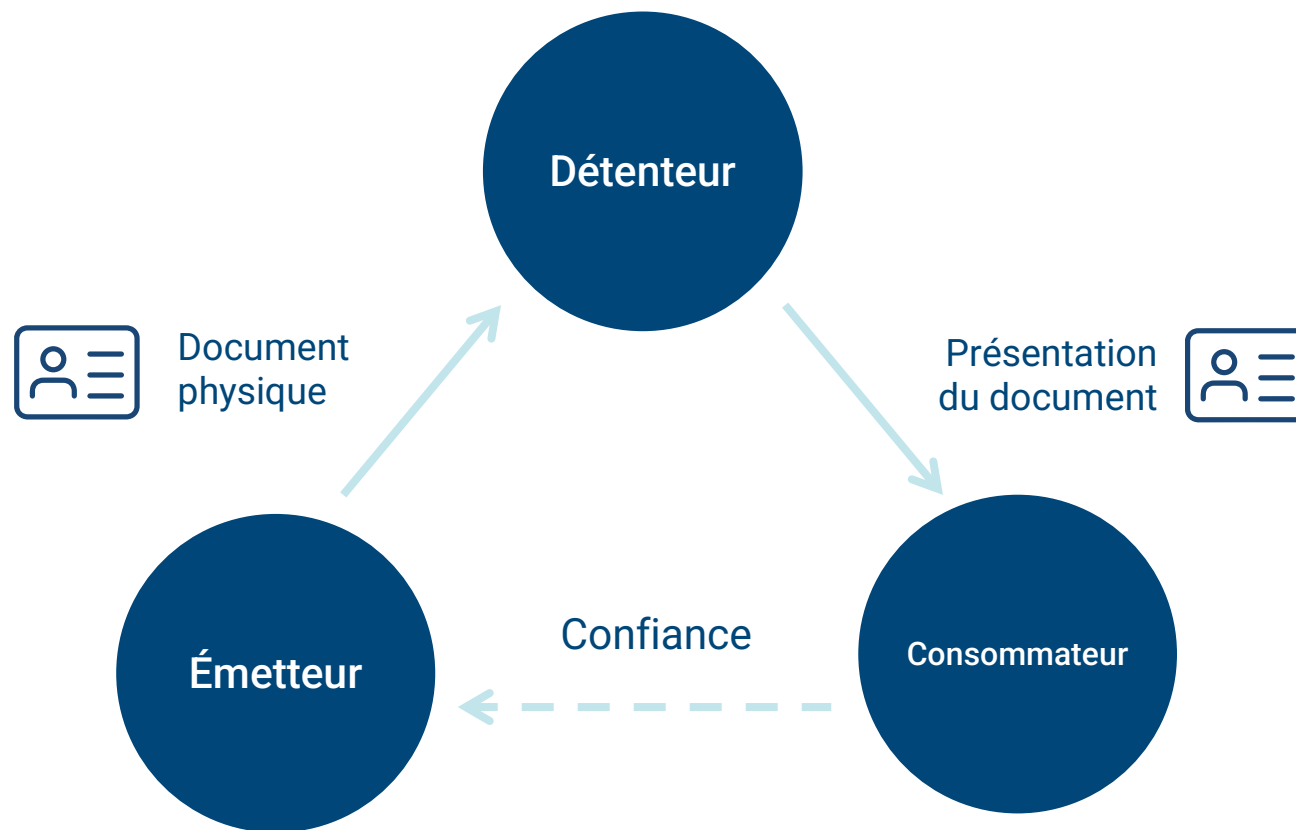 Détenteur
Document
physique
Présentation
du document
Confiance
Émetteur
Consommateur